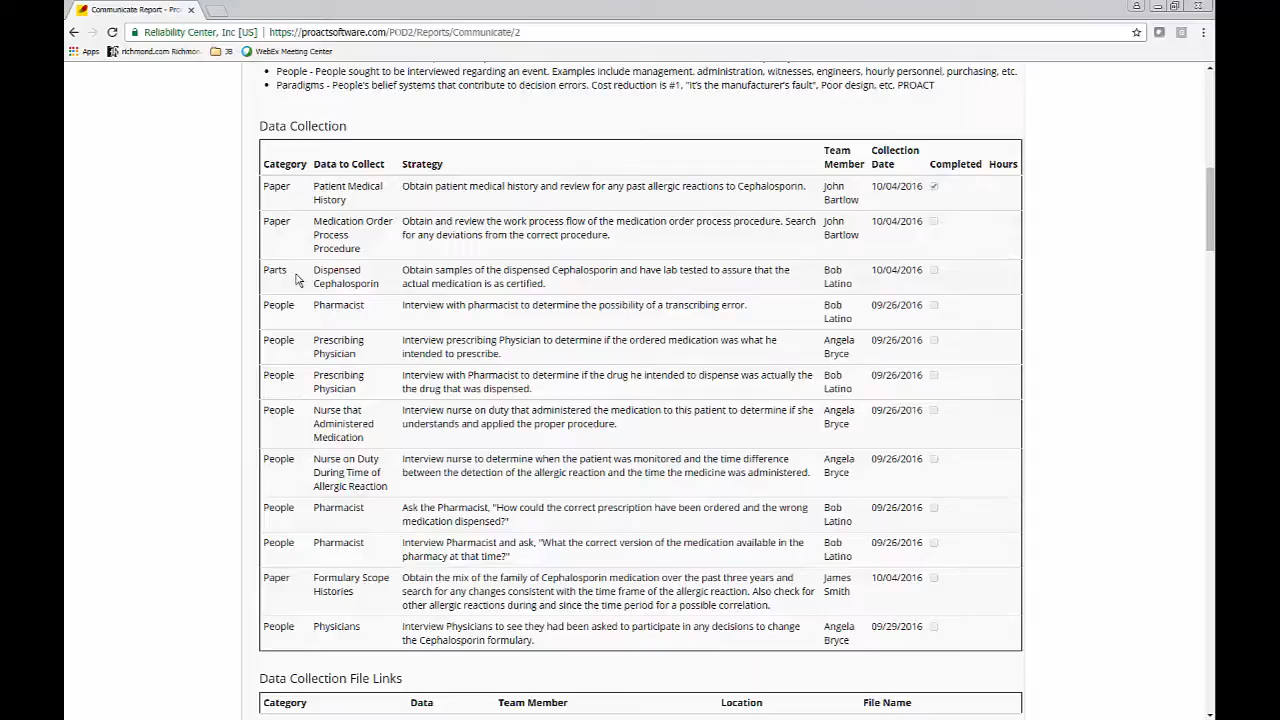 Communicate Report - Pro
Reliability Center, Inc [US] | https://proactsoftware.com/POD2/Reports/Communicate/2
Apps richmond.com Richmon JB WebEx Meeting Center
• People - People sought to be interviewed regarding an event. Examples include management. administration, witnesses, engineers, hourly personnel, purchasing, etc.
• Paradigms - People's belief systems that contribute to decision errors. Cost reduction is #1, "it's the manufacturer's fault", Poor design, etc. PROACT
Data Collection
Team Collection
Category Data to Collect Strategy Member Date Completed Hours
Paper Patient Medical Obtain patient medical history and review for any past allergic reactions to Cephalosporin. John 10/04/2016
History Bartlow
Paper Medication Order Obtain and review the work process flow of the medication order process procedure. Search John 10/04/2016
Process for any deviations from the correct procedure. Bartlow
Procedure
Parts Dispensed Obtain samples of the dispensed Cephalosporin and have lab tested to assure that the Bob 10/04/2016
Cephalosporin actual medication is as certified. Latino
People Pharmacist Interview with pharmacist to determine the possibility of a transcribing error. Bob 09/26/2016
Latino
People Prescribing Interview prescribing Physician to determine if the ordered medication was what he Angela 09/26/2016
Physician intended to prescribe. Bryce
People Prescribing Interview with Pharmacist to determine if the drug he intended to dispense was actually the Bob 09/26/2016
Physician the drug that was dispensed. Latino
People Nurse that Interview nurse on duty that administered the medication to this patient to determine if she Angela 09/26/2016
Administered understands and applied the proper procedure. Bryce
Medication
People Nurse on Duty Interview nurse to determine when the patient was monitored and the time difference Angela 09/26/2016
During Time of between the detection of the allergic reaction and the time the medicine was administered. Bryce
Allergic Reaction
People Pharmacist Ask the Pharmacist, "How could the correct prescription have been ordered and the wrong Bob 09/26/2016
medication dispensed?" Latino
People Pharmacist Interview Pharmacist and ask, "What the correct version of the medication available in the Bob 09/26/2016
pharmacy at that time?" Latino
Paper Formulary Scope Obtain the mix of the family of Cephalosporin medication over the past three years and James 10/04/2016
Histories search for any changes consistent with the time frame of the allergic reaction. Also check for Smith
other allergic reactions during and since the time period for a possible correlation.
People Physicians Interview Physicians to see they had been asked to participate in any decisions to change Angela 09/29/2016
the Cephalosporin formulary. Bryce
Data Collection File Links
Category Data Team Member Location File Name